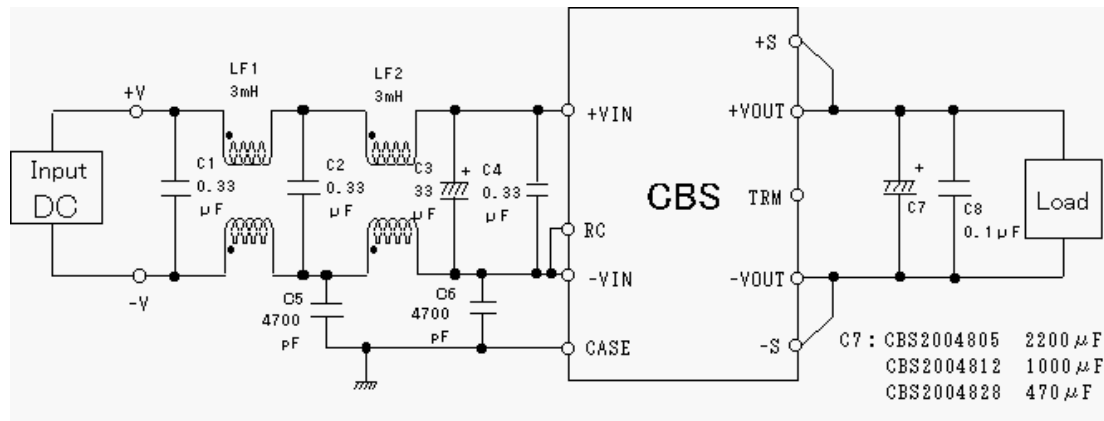 LF1
3mH
LF2
3mH
+V
-V
Input
DC
C1
0.33
μF
C2
0.33
μF
C3
33
μF
+
C4
0.33
μF
C5
4700
pF
C6
4700
pF
+VIN
RC
-VIN
CASE
CBS
+S
+VOUT
TRM
-VOUT
-S
+
C7
C8
0.1μF
Load
C7:CBS2004805 2200μF
CBS2004812 1000μF
CBS2004828 470μF